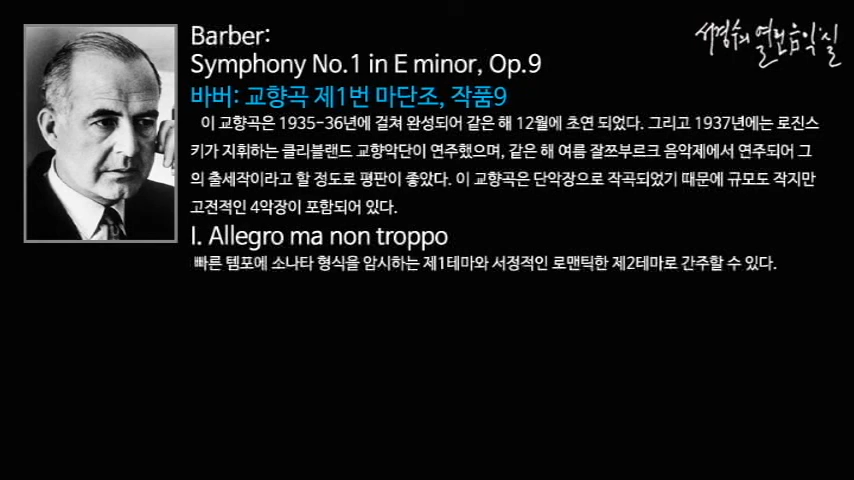 Barber:
Symphony No.1 in E minor, Op.9
바버: 교향곡 제1번 마단조, 작품9
이 교향곡은 1935-36년에 걸쳐 완성되어 같은 해 12월에 초연 되었다. 그리고 1937년에는 로진스
키가 지휘하는 클리블랜드 교향악단이 연주했으며, 같은 해 여름 잘쯔부르크 음악제에서 연주되어 그
의 출세작이라고 할 정도로 평판이 좋았다. 이 교향곡은 단악장으로 작곡되었기 때문에 규모도 작지만
고전적인 4악장이 포함되어 있다.
I. Allegro ma non troppo
빠른 템포에 소나타 형식을 암시하는 제1테마와 서정적인 로맨틱한 제2테마로 간주할 수 있다.
서경수의 열린음악실